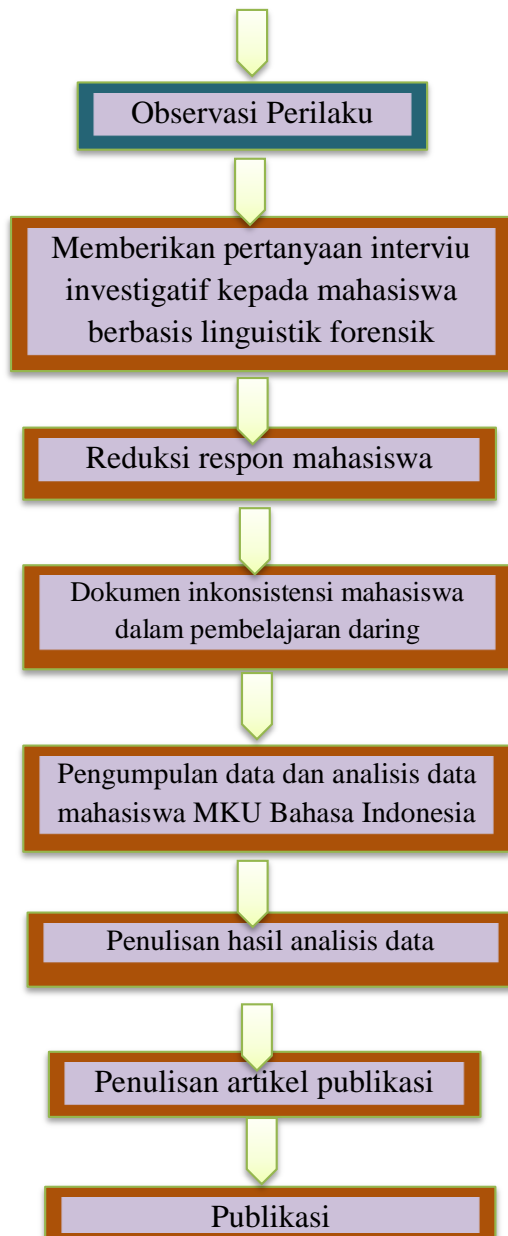 Observasi Perilaku
Memberikan pertanyaan interviu
investigatif kepada mahasiswa
berbasis linguistik forensik
Reduksi respon mahasiswa
Dokumen inkonsistensi mahasiswa
dalam pembelajaran daring
Pengumpulan data dan analisis data
mahasiswa MKU Bahasa Indonesia
Penulisan hasil analisis data
Penulisan artikel publikasi
Publikasi